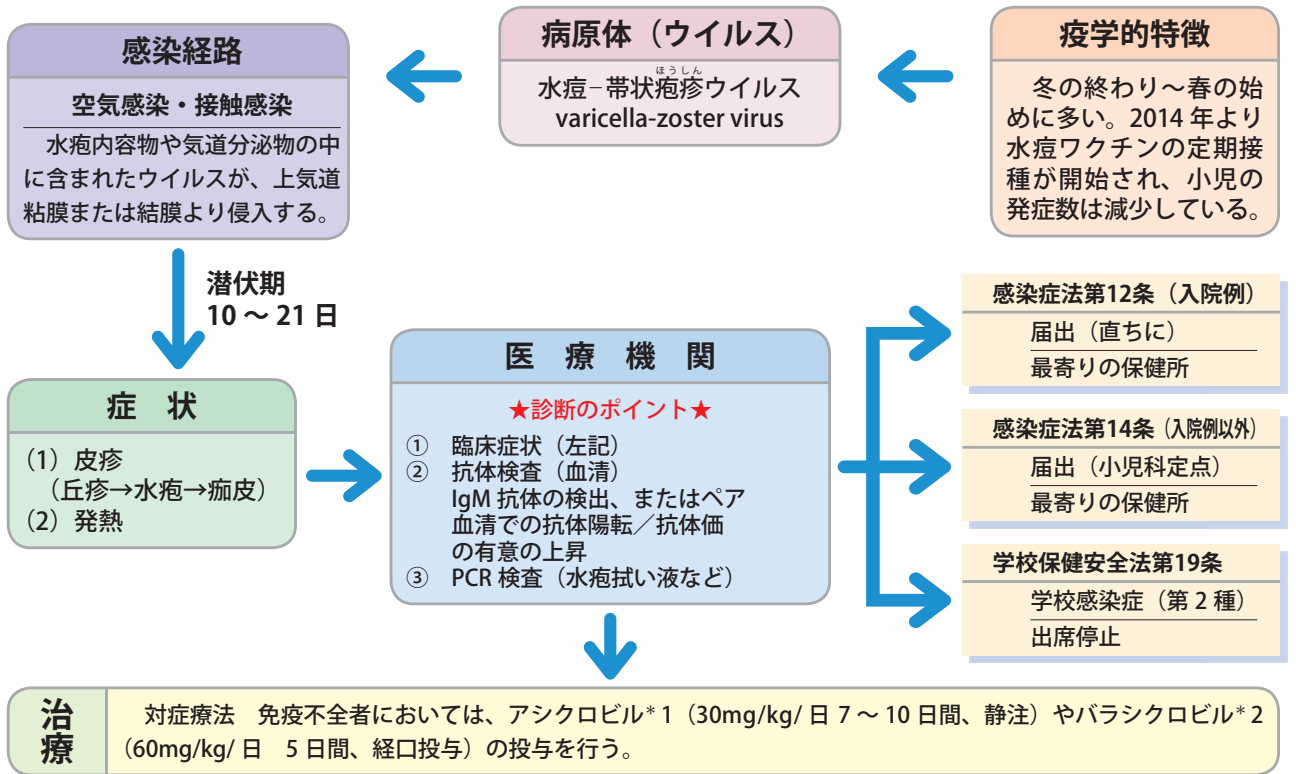 疫学的特徴
冬の終わり～春の始
めに多い。2014 年より
水痘ワクチンの定期接
種が開始され、小児の
発症数は減少している。
病原体（ウイルス）
ほうしん
水痘−帯状疱疹ウイルス
varicella-zoster virus
感染経路
空気感染・接触感染
水疱内容物や気道分泌物の中
に含まれたウイルスが、上気道
粘膜または結膜より侵入する。
潜伏期
10 ～ 21 日
症　状
（1）皮疹
（丘疹→水疱→痂皮）
（2）発熱
医　療　機　関
★診断のポイント★
①　臨床症状（左記）
②　抗体検査（血清）
IgM 抗体の検出、またはペア
血清での抗体陽転／抗体価
の有意の上昇
③　PCR 検査（水疱拭い液など）
感染症法第12条（入院例）
届出（直ちに）
最寄りの保健所
感染症法第14条（入院例以外）
届出（小児科定点）
最寄りの保健所
学校保健安全法第19条
学校感染症（第 2 種）
出席停止
治療
対症療法　免疫不全者においては、アシクロビル＊1（30mg/kg/ 日 7 ～ 10 日間、静注）やバラシクロビル＊2
（60mg/kg/ 日　5 日間、経口投与）の投与を行う。